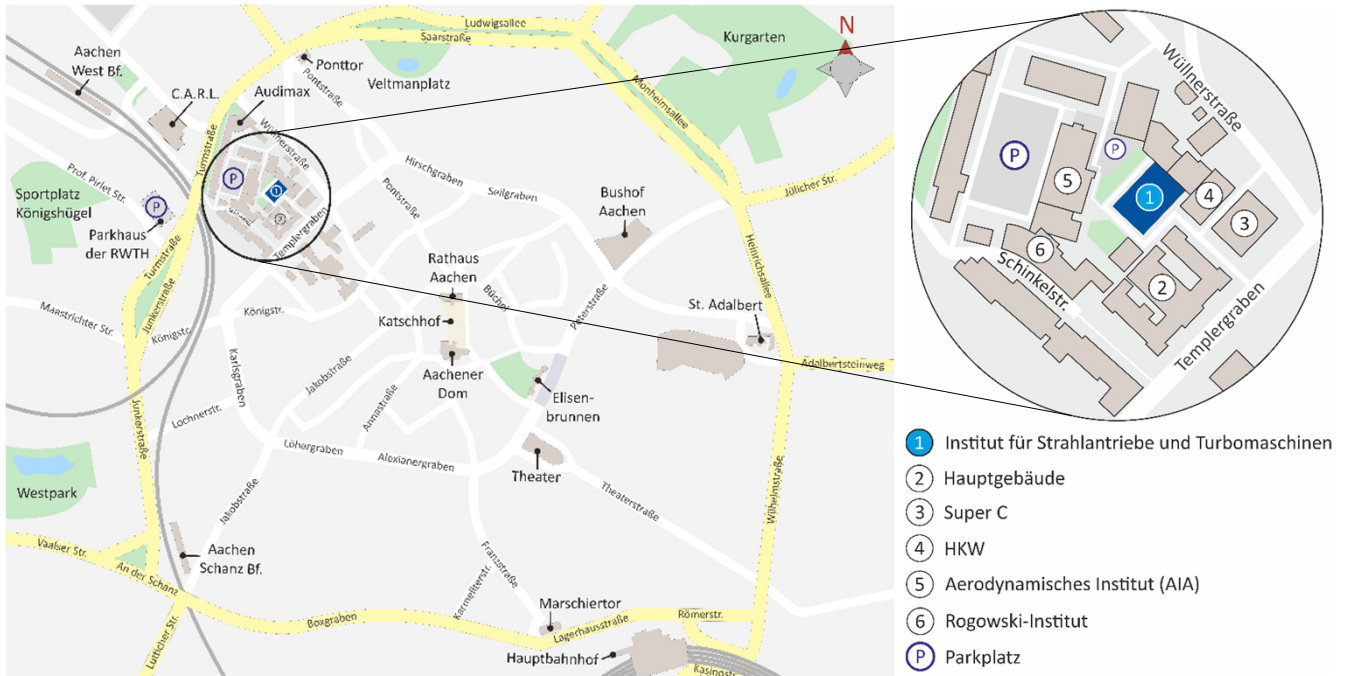 Ludwigsallee
Saarstraße
Kurgarten
N
Aachen
West Bf.
Ponttor
Veltmanplatz
C.A.R.L.
Audimax
Pontstraße
Monheimsallee
Turmstraße
Wüllnerstraße
Hirschgraben
Seilgraben
Jülicher Str.
Prof. Pirlet Str.
P
1
2
Pontstraße
Sportplatz
Königshügel
P
Parkhaus
der RWTH
Templergraben
Bushof
Aachen
Turmstraße
Rathaus
Aachen
Büchel
Heinrichsallee
Junkerstraße
Königstr.
Königstr.
Maastrichter Str.
Katschhof
Peterstraße
St. Adalbert
Karlsgraben
Jakobstraße
Aachener
Dom
Adalbertsteinweg
Annastraße
Elisen-
brunnen
Lochnerstr.
Junkerstraße
Löhergraben
Alexianergraben
Theater
Theaterstraße
Wilhelmstraße
Westpark
Jakobstraße
Vaalser Str.
Aachen
Schanz Bf.
An der Schanz
Franzstraße
Karmeliterstr.
Marschiertor
Boxgraben
Lagerhausstraße
Römerstr.
Lütticher Str.
Hauptbahnhof
Kasinostr
Wüllnerstraße
P
P
5
1
4
3
6
2
Schinkelstr.
Templergraben
1 Institut für Strahlantriebe und Turbomaschinen
2 Hauptgebäude
3 Super C
4 HKW
5 Aerodynamisches Institut (AIA)
6 Rogowski-Institut
P Parkplatz